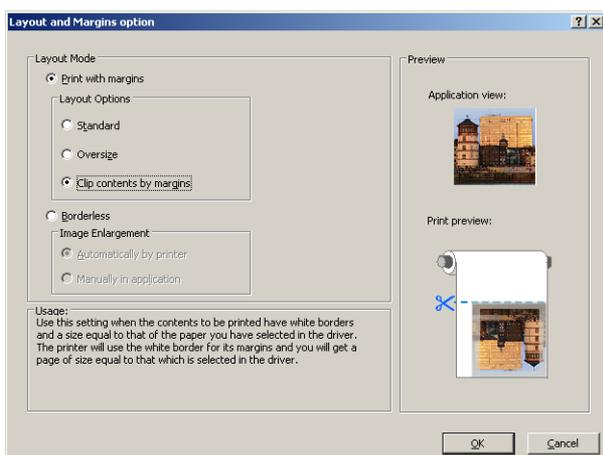 Layout and Margins option
Layout Mode
Print with margins
Layout Options
Standard
Oversize
Clip contents by margins
Borderless
Image Enlargement
Automatically by printer
Manually in application
Usage:
Use this setting when the contents to be printed have white borders
and a size equal to that of the paper you have selected in the driver.
The printer will use the white border for its margins and you will get a
page of size equal to that which is selected in the driver.
Preview
Application view:
Print preview:
OK
Cancel